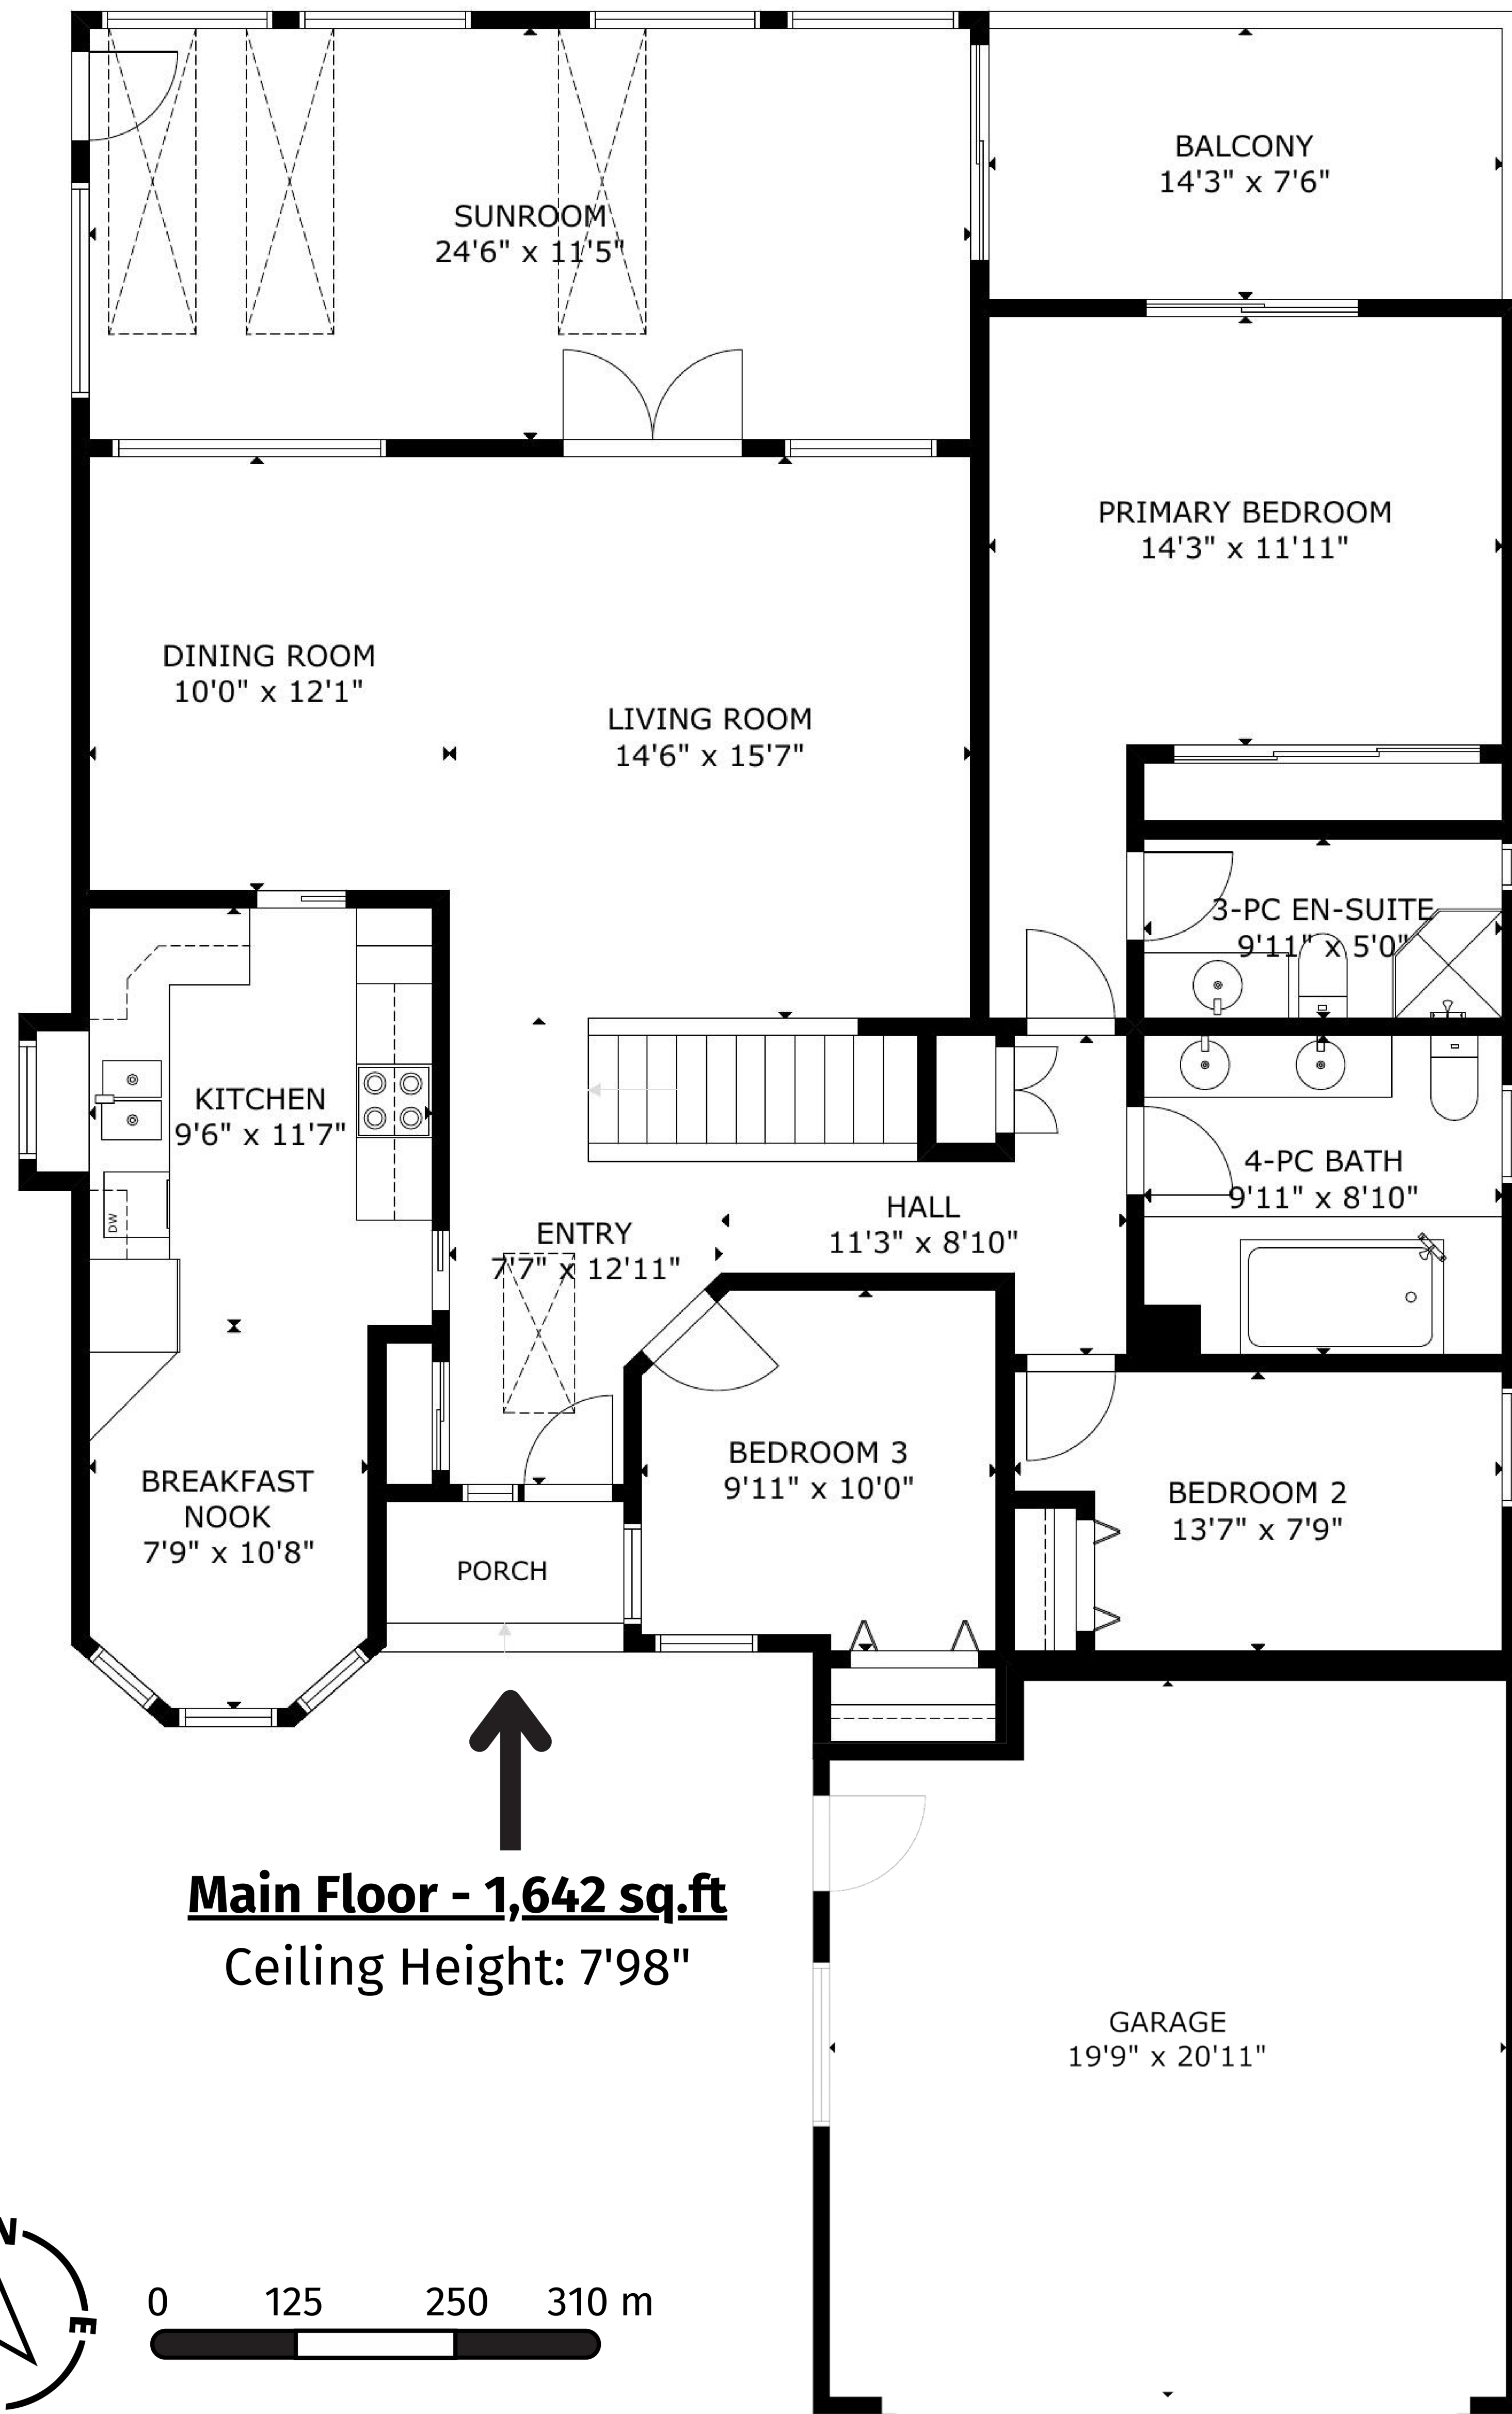 BALCONY
14'3" x 7'6"
SUNROOM
24'6" x 11'5"
PRIMARY BEDROOM
14'3" x 11'11"
DINING ROOM
10'0" x 12'1"
LIVING ROOM
14'6" x 15'7"
3-PC EN-SUITE
9'11" x 5'0"
KITCHEN
9'6" x 11'7"
4-PC BATH
9'11" x 8'10"
HALL
11'3" x 8'10"
ENTRY
7'7" x 12'11"
DW
BEDROOM 3
9'11" x 10'0"
BREAKFAST
NOOK
7'9" x 10'8"
BEDROOM 2
13'7" x 7'9"
PORCH
Main Floor - 1,642 sq.ft
Ceiling Height: 7'98"
GARAGE
19'9" x 20'11"
N
E
0 125 250 310 m